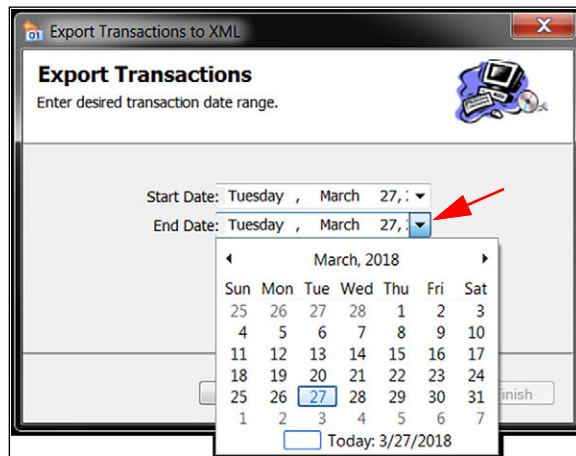 Export Transactions to XML
Export Transactions
Enter desired transaction date range.
Start Date: Tuesday , March 27, :
End Date: Tuesday , March 27, :
March, 2018
Sun Mon Tue Wed Thu Fri Sat
25 26 27 28 1 2 3
4 5 6 7 8 9 10
11 12 13 14 15 16 17
18 19 20 21 22 23 24
25 26 27 28 29 30 31
1 2 3 4 5 6 7
Today: 3/27/2018
inish